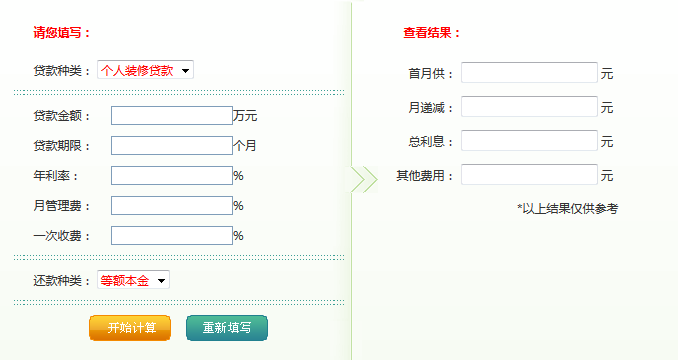 请您填写：
贷款种类： 个人装修贷款
贷款金额： 万元
贷款期限： 个月
年利率： %
月管理费： %
一次收费： %
还款种类： 等额本金
开始计算 重新填写
查看结果：
首月供： 元
月递减： 元
总利息： 元
其他费用： 元
*以上结果仅供参考